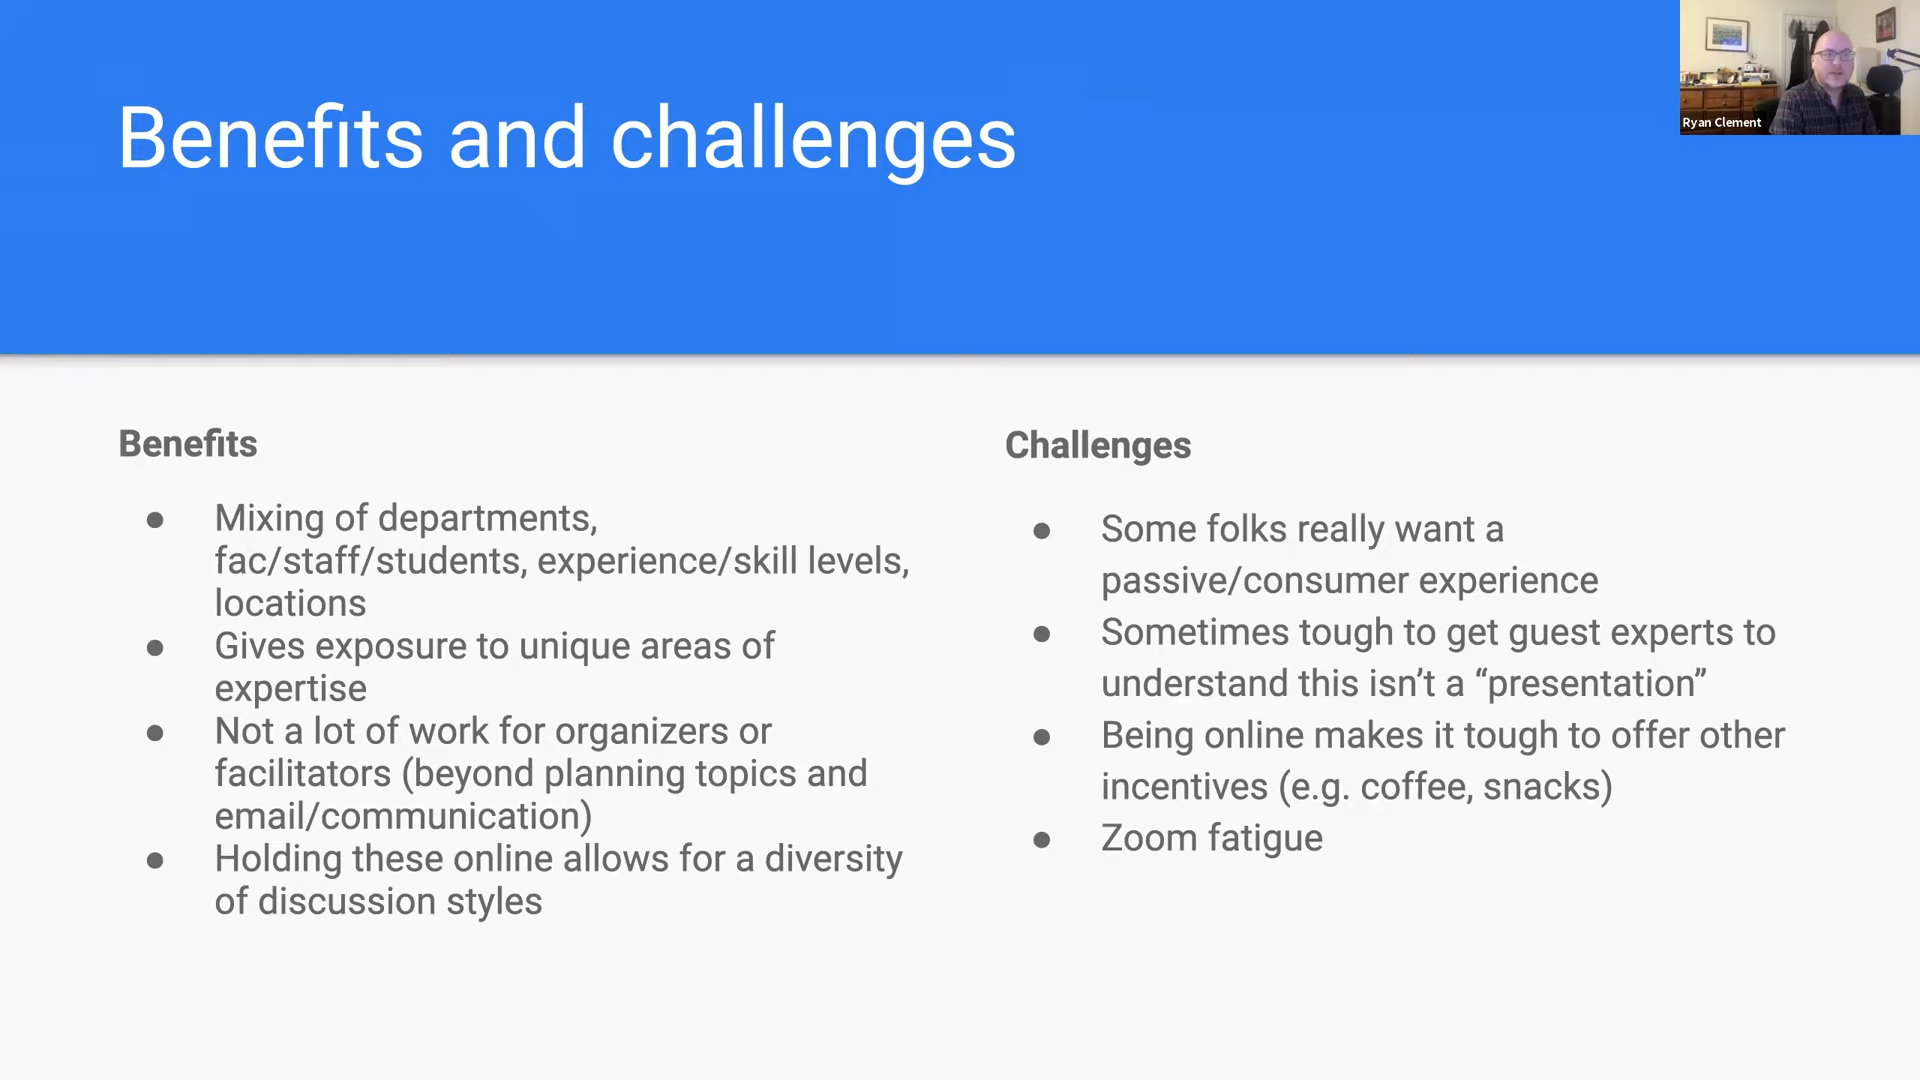 Benefits and challenges
Ryan Clement
Benefits
● Mixing of departments,
fac/staff/students, experience/skill levels,
locations
● Gives exposure to unique areas of
expertise
● Not a lot of work for organizers or
facilitators (beyond planning topics and
email/communication)
● Holding these online allows for a diversity
of discussion styles
Challenges
● Some folks really want a
passive/consumer experience
● Sometimes tough to get guest experts to
understand this isn’t a “presentation”
● Being online makes it tough to offer other
incentives (e.g. coffee, snacks)
● Zoom fatigue